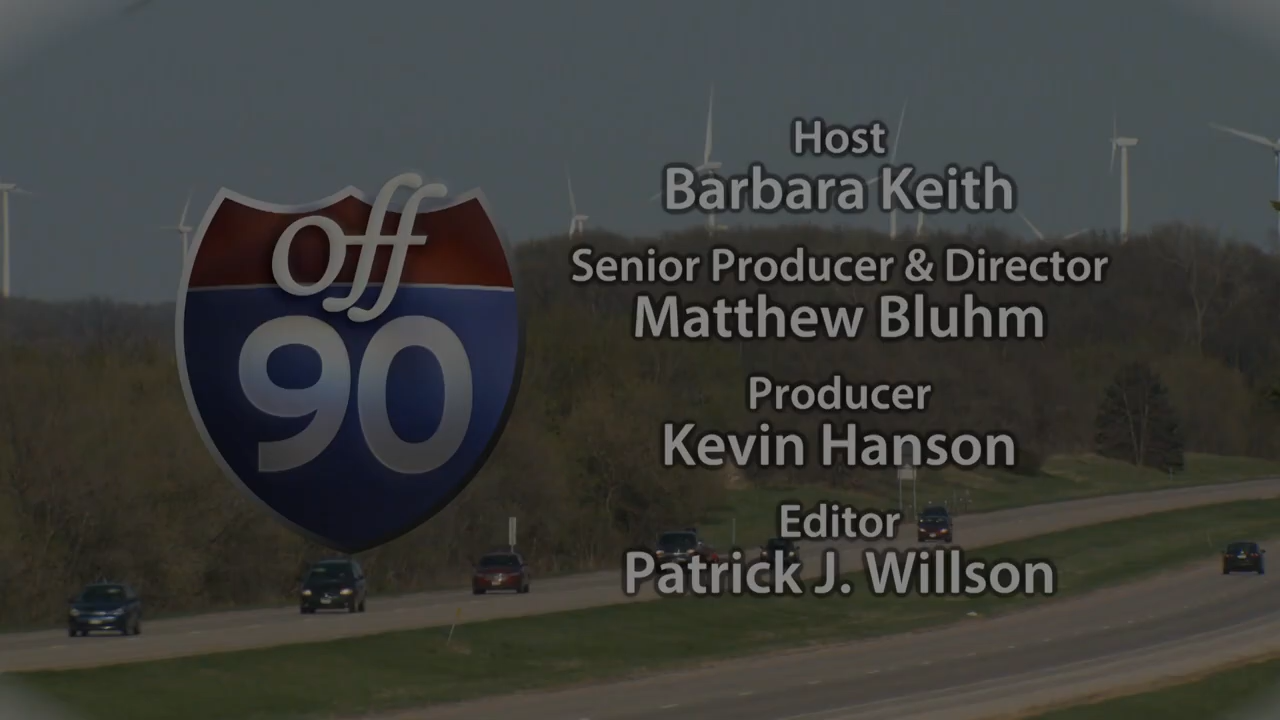 off
90
Host
Barbara Keith
Senior Producer & Director
Matthew Bluhm
Producer
Kevin Hanson
Editor
Patrick J. Willson